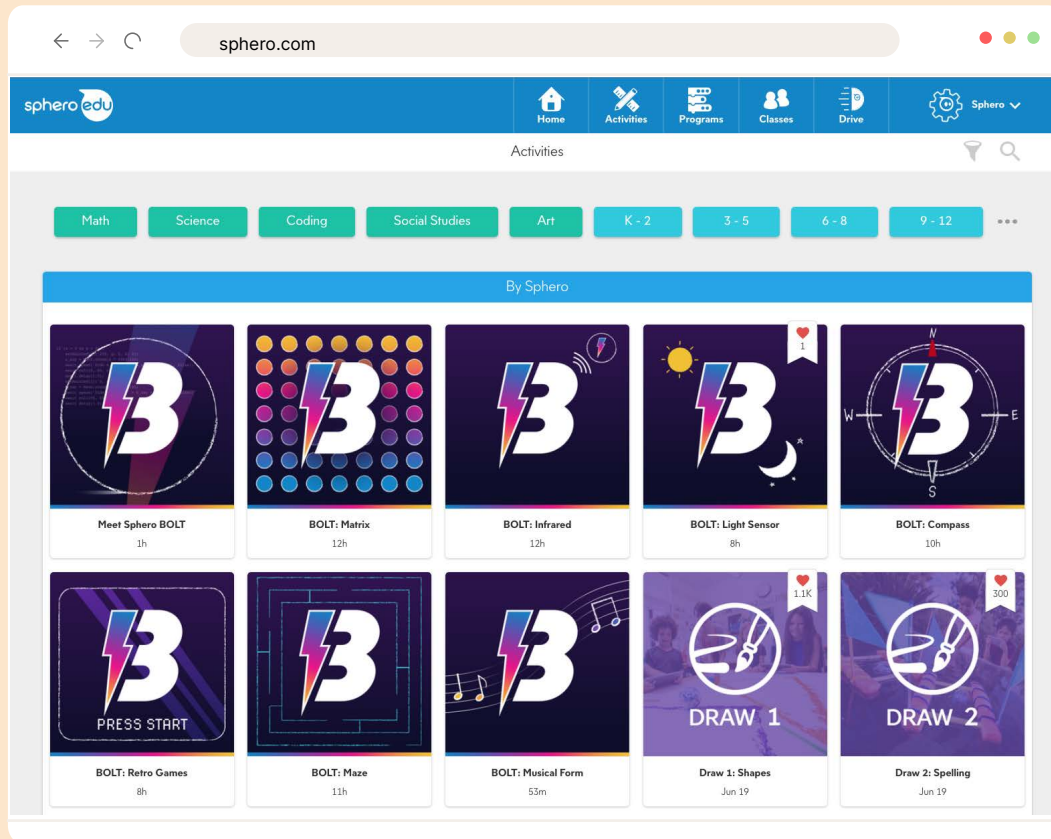 sphero.com
sphero edu
Home Activities Programs Classes Drive Sphero
Activities
Math Science Coding Social Studies Art K - 2 3 - 5 6 - 8 9 - 12
By Sphero
B B B B 1 N W B E S
Meet Sphero BOLT BOLT: Matrix BOLT: Infrared BOLT: Light Sensor BOLT: Compass
1h 12h 12h 8h 10h
B B B 1.1K 300
PRESS START DRAW 1 DRAW 2
BOLT: Retro Games BOLT: Maze BOLT: Musical Form Draw 1: Shapes Draw 2: Spelling
8h 11h 53m Jun 19 Jun 19